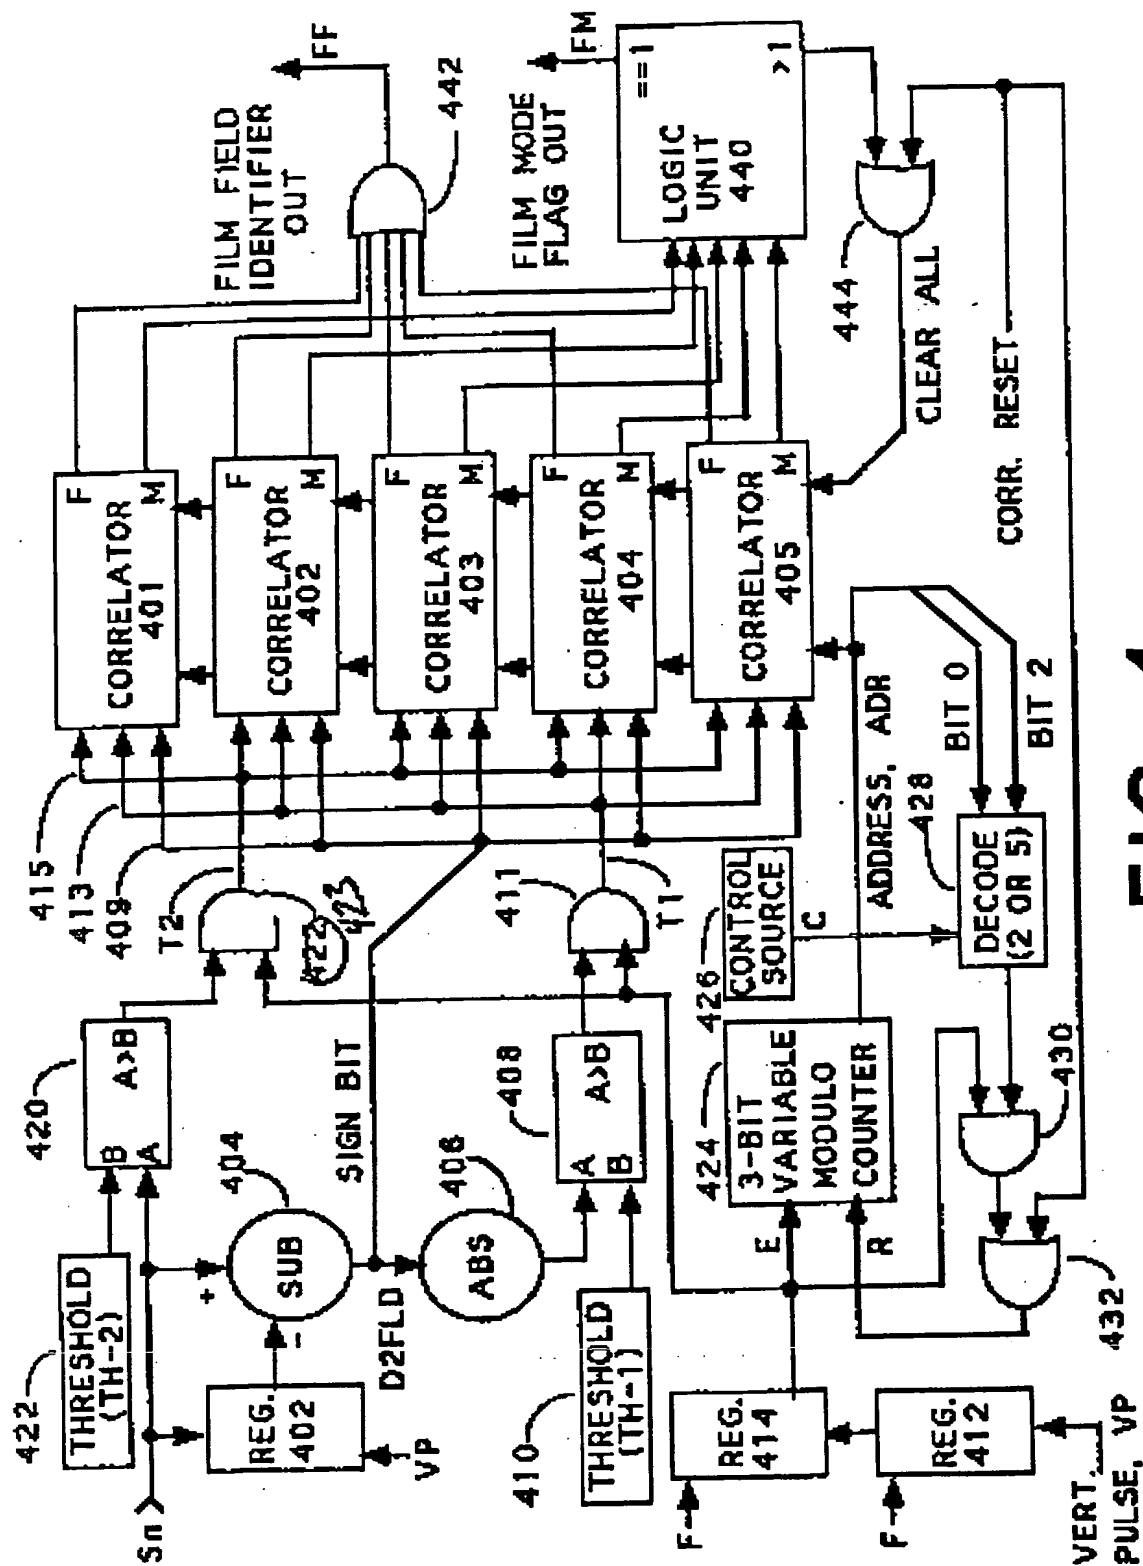 Sn
422
THRESHOLD
(TH-2)
420
B
A
A>B
REG.
402
VP
+
-
SUB
404
D2FLD
SIGN BIT
ABS
406
410
THRESHOLD
(TH-1)
A
B
A>B
408
T2
422
423
411
T1
415
413
409
CORRELATOR
401
F
M
CORRELATOR
402
F
M
CORRELATOR
403
F
M
CORRELATOR
404
F
M
CORRELATOR
405
F
M
FILM FIELD
IDENTIFIER
OUT
FF
442
FILM MODE
FLAG OUT
FM
LOGIC
UNIT
440
==1
>1
444
CLEAR ALL
CORR. RESET
F
REG.
414
F
REG.
412
VERT.
PULSE, VP
424
3-BIT
VARIABLE
MODULO
COUNTER
E
R
426
CONTROL
SOURCE
C
ADDRESS, ADR
428
BIT 0
BIT 2
DECODE
(2 OR 5)
430
432